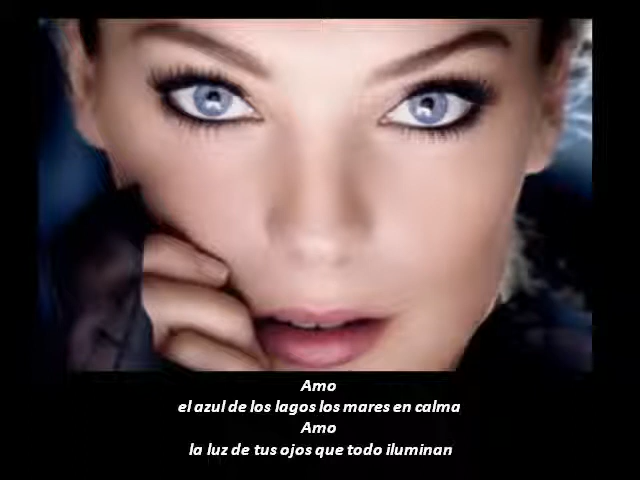 Amo
el azul de los lagos los mares en calma
Amo
la luz de tus ojos que todo iluminan